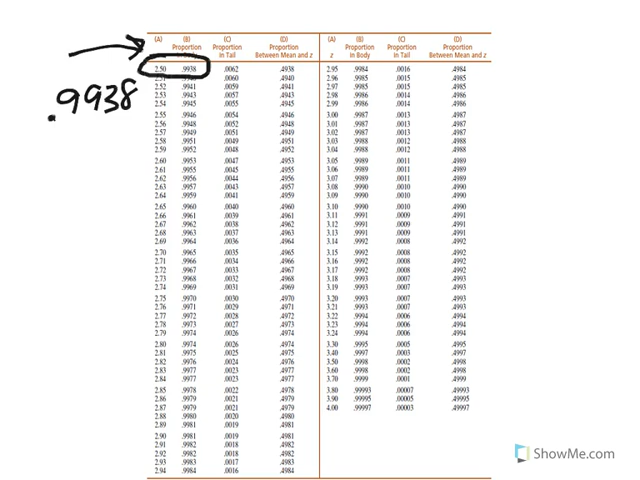 (A) (B) (C) (D) (A) (B) (C) (D)
Proportion Proportion Proportion Proportion Proportion Proportion
in Tail Between Mean and z z in Body in Tail Between Mean and z
2.50 .9938 .0062 .4938 2.95 .9984 .0016 .4984
.0060 .4940 2.96 .9985 .0015 .4985
2.52 .9941 .0059 .4941 2.97 .9985 .0015 .4985
2.53 .9943 .0057 .4943 2.98 .9986 .0014 .4986
2.54 .9945 .0055 .4945 2.99 .9986 .0014 .4986
.9938
2.55 .9946 .0054 .4946 3.00 .9987 .0013 .4987
2.56 .9948 .0052 .4948 3.01 .9987 .0013 .4987
2.57 .9949 .0051 .4949 3.02 .9987 .0013 .4987
2.58 .9951 .0049 .4951 3.03 .9988 .0012 .4988
2.59 .9952 .0048 .4952 3.04 .9988 .0012 .4988
2.60 .9953 .0047 .4953 3.05 .9989 .0011 .4989
2.61 .9955 .0045 .4955 3.06 .9989 .0011 .4989
2.62 .9956 .0044 .4956 3.07 .9989 .0011 .4989
2.63 .9957 .0043 .4957 3.08 .9990 .0010 .4990
2.64 .9959 .0041 .4959 3.09 .9990 .0010 .4990
2.65 .9960 .0040 .4960 3.10 .9990 .0010 .4990
2.66 .9961 .0039 .4961 3.11 .9991 .0009 .4991
2.67 .9962 .0038 .4962 3.12 .9991 .0009 .4991
2.68 .9963 .0037 .4963 3.13 .9991 .0009 .4991
2.69 .9964 .0036 .4964 3.14 .9992 .0008 .4992
2.70 .9965 .0035 .4965 3.15 .9992 .0008 .4992
2.71 .9966 .0034 .4966 3.16 .9992 .0008 .4992
2.72 .9967 .0033 .4967 3.17 .9992 .0008 .4992
2.73 .9968 .0032 .4968 3.18 .9993 .0007 .4993
2.74 .9969 .0031 .4969 3.19 .9993 .0007 .4993
2.75 .9970 .0030 .4970 3.20 .9993 .0007 .4993
2.76 .9971 .0029 .4971 3.21 .9993 .0007 .4993
2.77 .9972 .0028 .4972 3.22 .9994 .0006 .4994
2.78 .9973 .0027 .4973 3.23 .9994 .0006 .4994
2.79 .9974 .0026 .4974 3.24 .9994 .0006 .4994
2.80 .9974 .0026 .4974 3.30 .9995 .0005 .4995
2.81 .9975 .0025 .4975 3.40 .9997 .0003 .4997
2.82 .9976 .0024 .4976 3.50 .9998 .0002 .4998
2.83 .9977 .0023 .4977 3.60 .9998 .0002 .4998
2.84 .9977 .0023 .4977 3.70 .9999 .0001 .4999
2.85 .9978 .0022 .4978 3.80 .99993 .00007 .49993
2.86 .9979 .0021 .4979 3.90 .99995 .00005 .49995
2.87 .9979 .0021 .4979 4.00 .99997 .00003 .49997
2.88 .9980 .0020 .4980
2.89 .9981 .0019 .4981
2.90 .9981 .0019 .4981
2.91 .9982 .0018 .4982
2.92 .9982 .0018 .4982
2.93 .9983 .0017 .4983
2.94 .9984 .0016 .4984
ShowMe.com